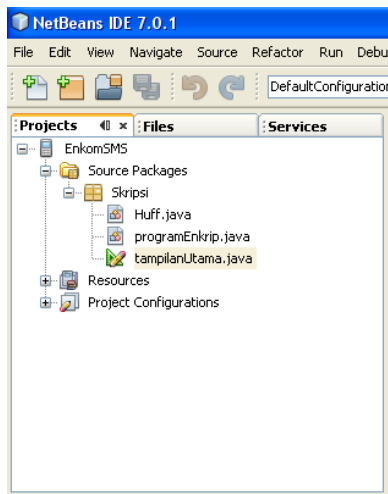 NetBeans IDE 7.0.1
File Edit View Navigate Source Refactor Run Debu
DefaultConfiguration
Projects Files Services
EnkomSMS
Source Packages
Skripsi
Huff.java
programEnkrip.java
tampilanUtama.java
Resources
Project Configurations